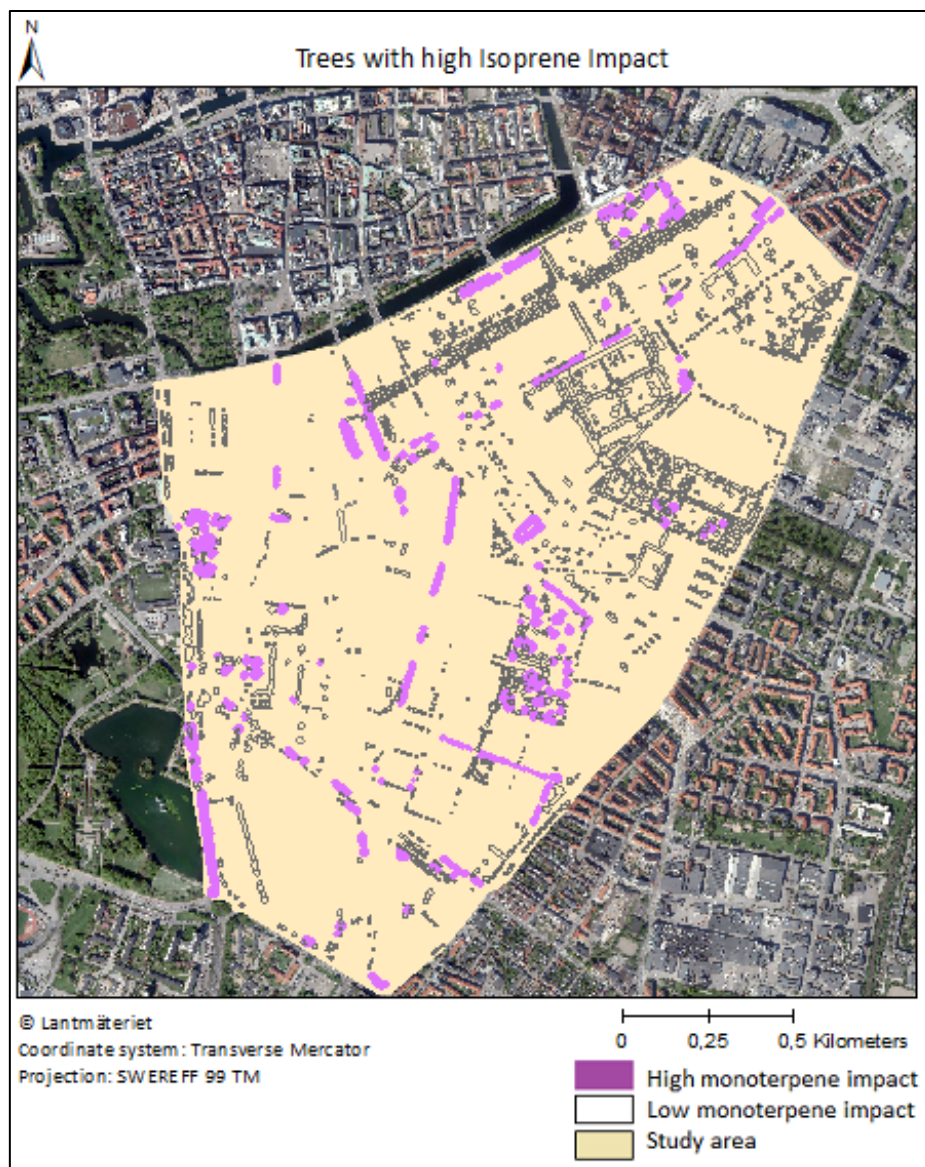 N
Trees with high Isoprene Impact
© Lantmäteriet
Coordinate system: Transverse Mercator
Projection: SWEREFF 99 TM
0 0,25 0,5 Kilometers
High monoterpene impact
Low monoterpene impact
Study area